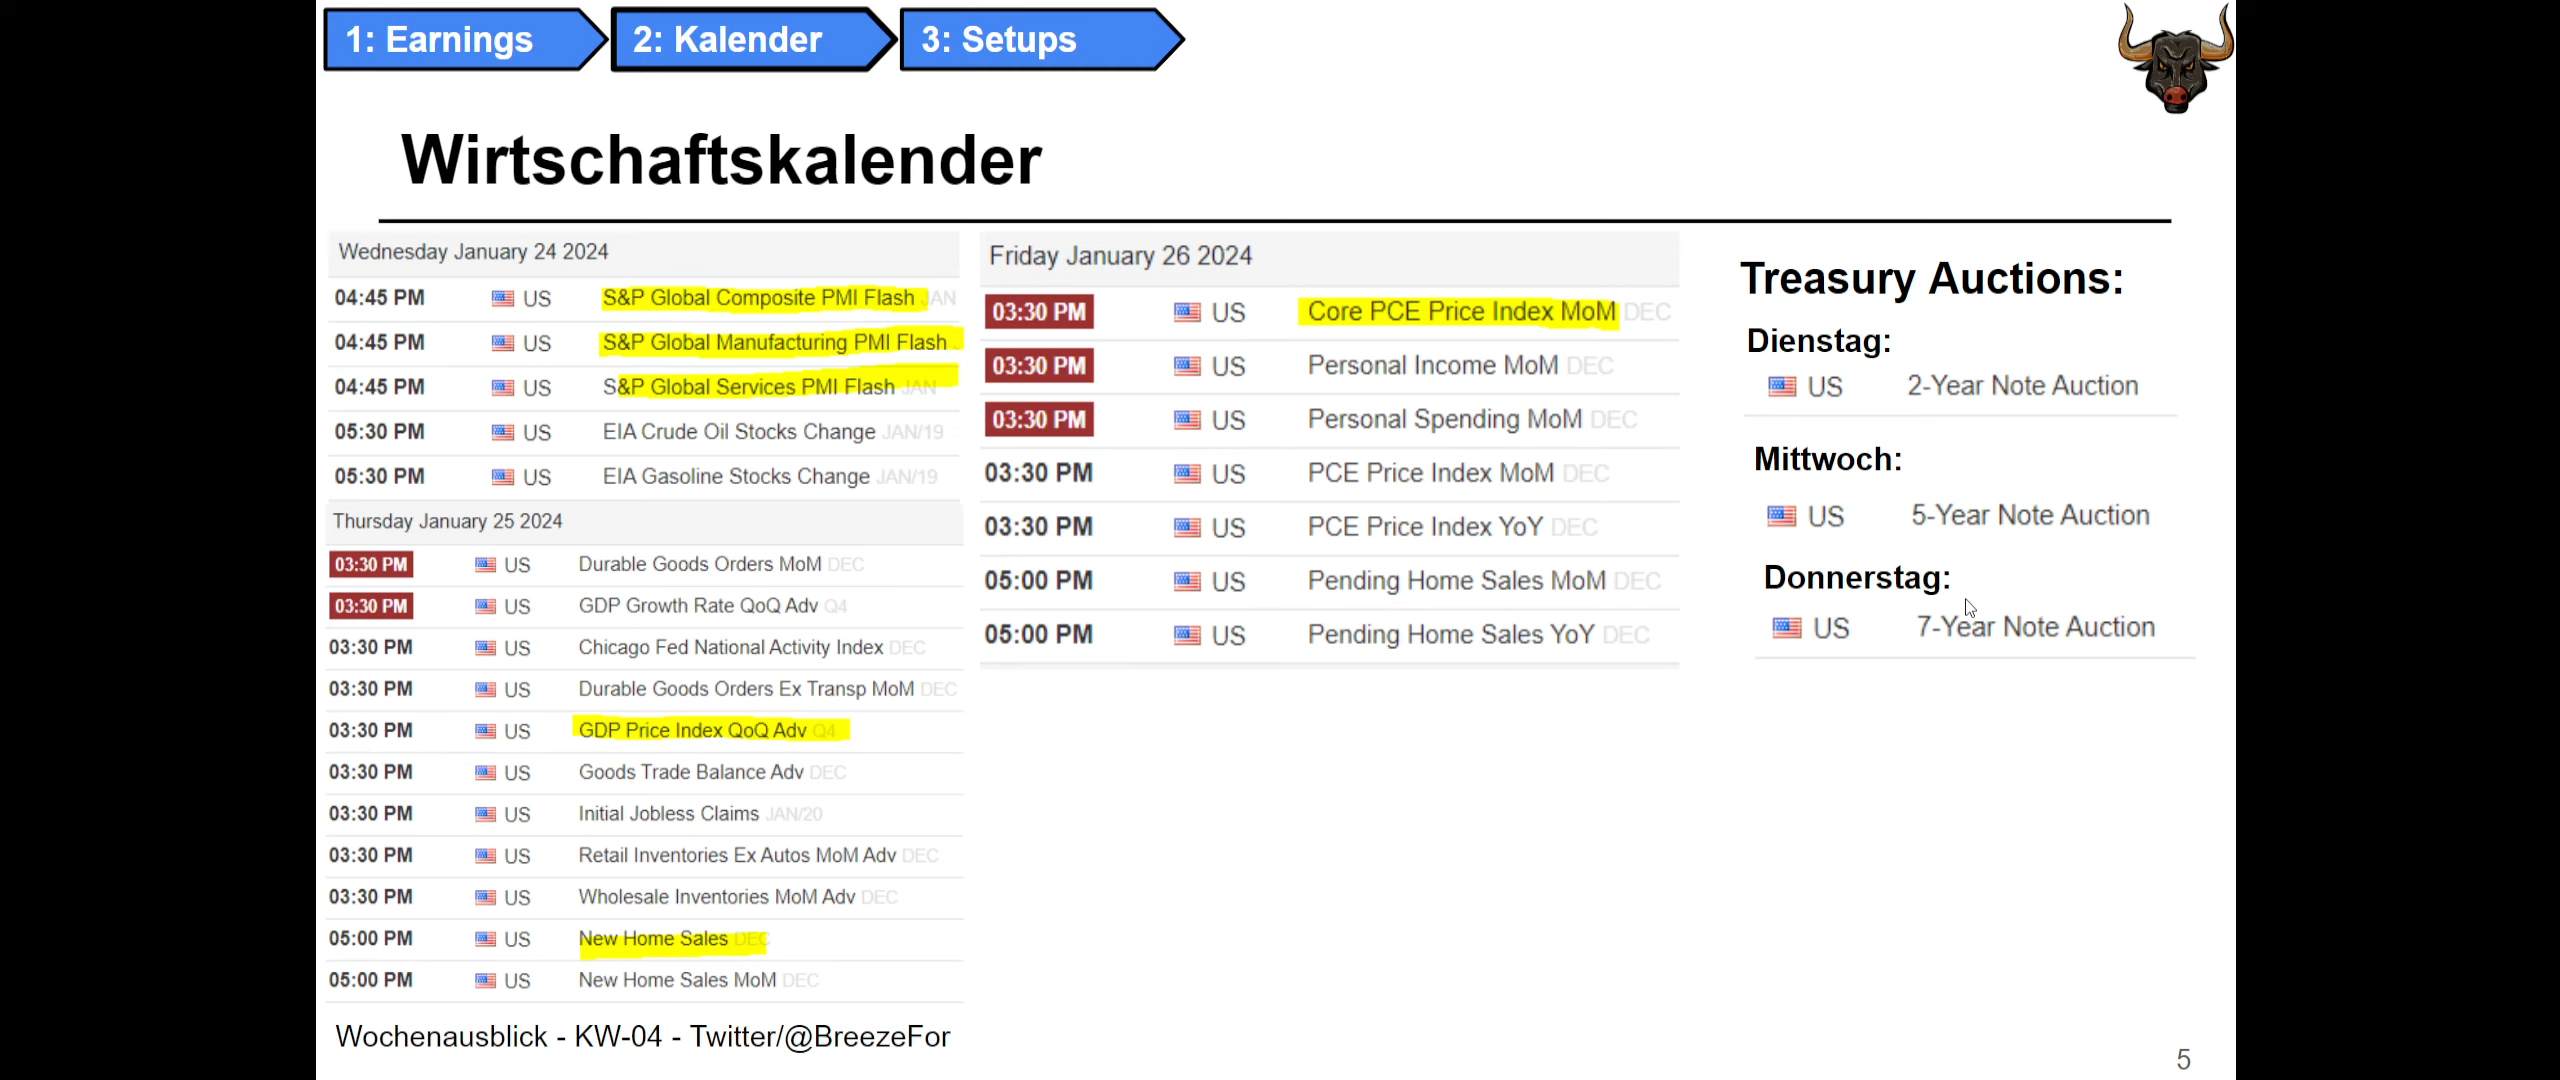 1: Earnings
2: Kalender
3: Setups
Wirtschaftskalender
Wednesday January 24 2024
04:45 PM US S&P Global Composite PMI Flash JAN
04:45 PM US S&P Global Manufacturing PMI Flash
04:45 PM US S&P Global Services PMI Flash JAN
05:30 PM US EIA Crude Oil Stocks Change JAN/19
05:30 PM US EIA Gasoline Stocks Change JAN/19
Thursday January 25 2024
03:30 PM US Durable Goods Orders MoM DEC
03:30 PM US GDP Growth Rate QoQ Adv Q4
03:30 PM US Chicago Fed National Activity Index DEC
03:30 PM US Durable Goods Orders Ex Transp MoM DEC
03:30 PM US GDP Price Index QoQ Adv Q4
03:30 PM US Goods Trade Balance Adv DEC
03:30 PM US Initial Jobless Claims JAN/20
03:30 PM US Retail Inventories Ex Autos MoM Adv DEC
03:30 PM US Wholesale Inventories MoM Adv DEC
05:00 PM US New Home Sales DEC
05:00 PM US New Home Sales MoM DEC
Friday January 26 2024
03:30 PM US Core PCE Price Index MoM DEC
03:30 PM US Personal Income MoM DEC
03:30 PM US Personal Spending MoM DEC
03:30 PM US PCE Price Index MoM DEC
03:30 PM US PCE Price Index YoY DEC
05:00 PM US Pending Home Sales MoM DEC
05:00 PM US Pending Home Sales YoY DEC
Treasury Auctions:
Dienstag:
US 2-Year Note Auction
Mittwoch:
US 5-Year Note Auction
Donnerstag:
US 7-Year Note Auction
Wochenausblick - KW-04 - Twitter/@BreezeFor
5